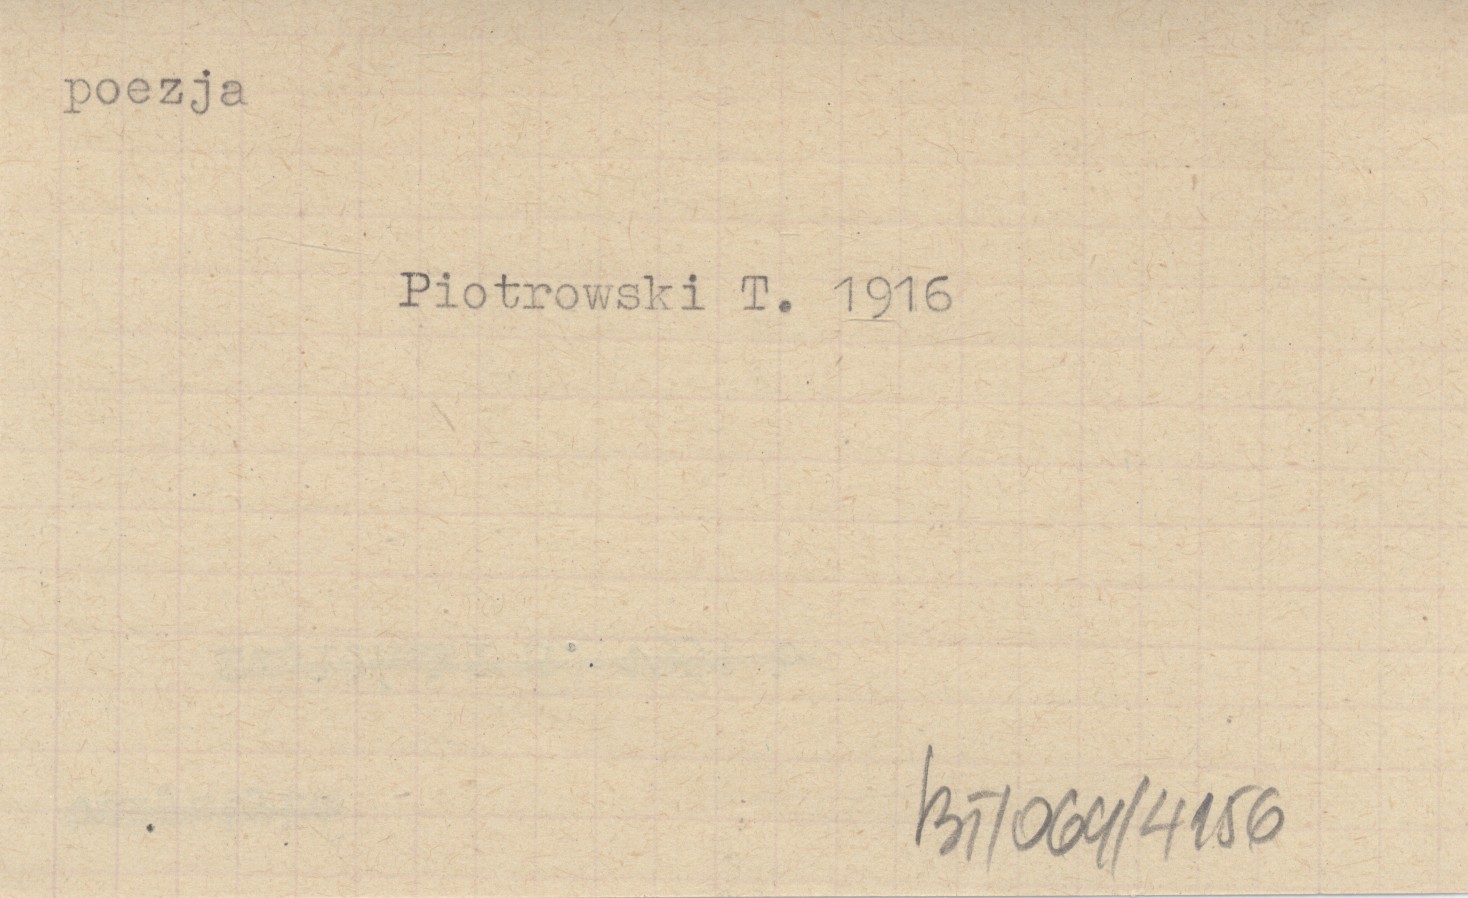 poezja
Piotrowski T. 1916
BT/064/4156